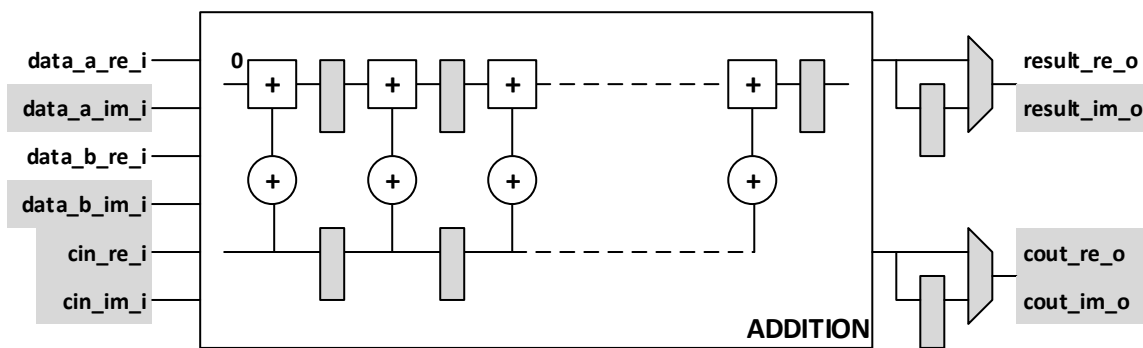 data_a_re_i
data_a_im_i
data_b_re_i
data_b_im_i
cin_re_i
cin_im_i
0
+ + + +
+ + + +
ADDITION
result_re_o
result_im_o
cout_re_o
cout_im_o